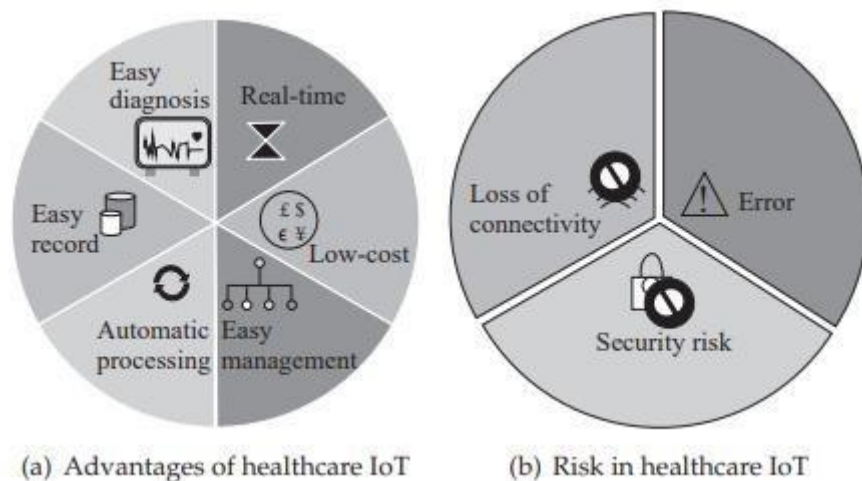 Easy
diagnosis
Real-time
Easy
record
£ $
€ ¥
Low-cost
Automatic
processing
Easy
management
(a) Advantages of healthcare IoT
Loss of
connectivity
!
Error
Security risk
(b) Risk in healthcare IoT